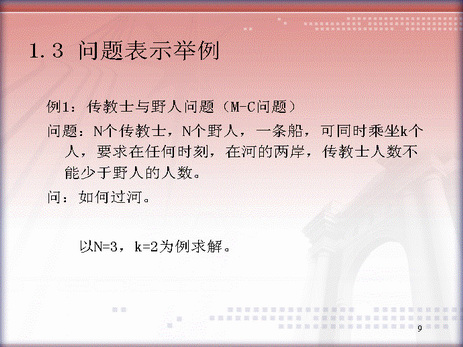 1.3 问题表示举例
例1：传教士与野人问题（M-C问题）
问题：N个传教士，N个野人，一条船，可同时乘坐k个
人，要求在任何时刻，在河的两岸，传教士人数不
能少于野人的人数。
问：如何过河。
以N=3，k=2为例求解。
9